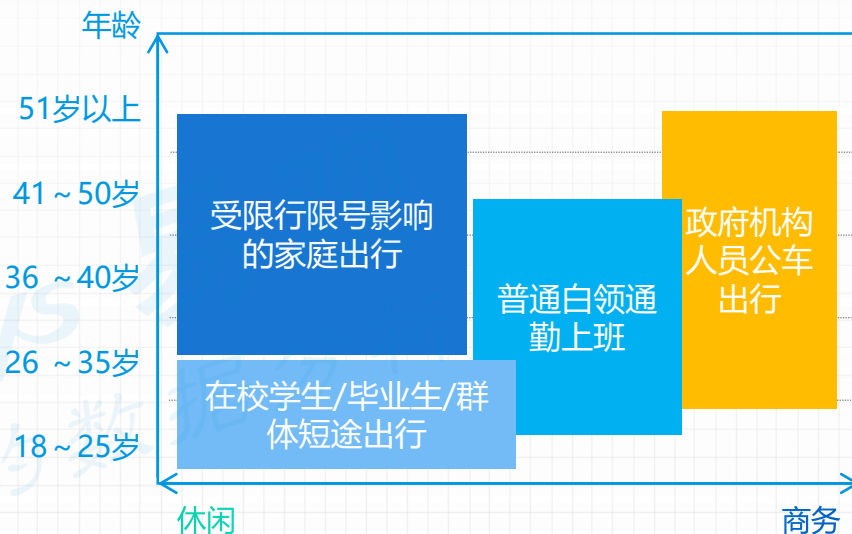 年龄
51岁以上
41~50岁
36 ~40岁
26 ~35岁
18~25岁
受限行限号影响
的家庭出行
在校学生/毕业生/群
体短途出行
普通白领通
勤上班
政府机构
人员公车
出行
休闲
商务